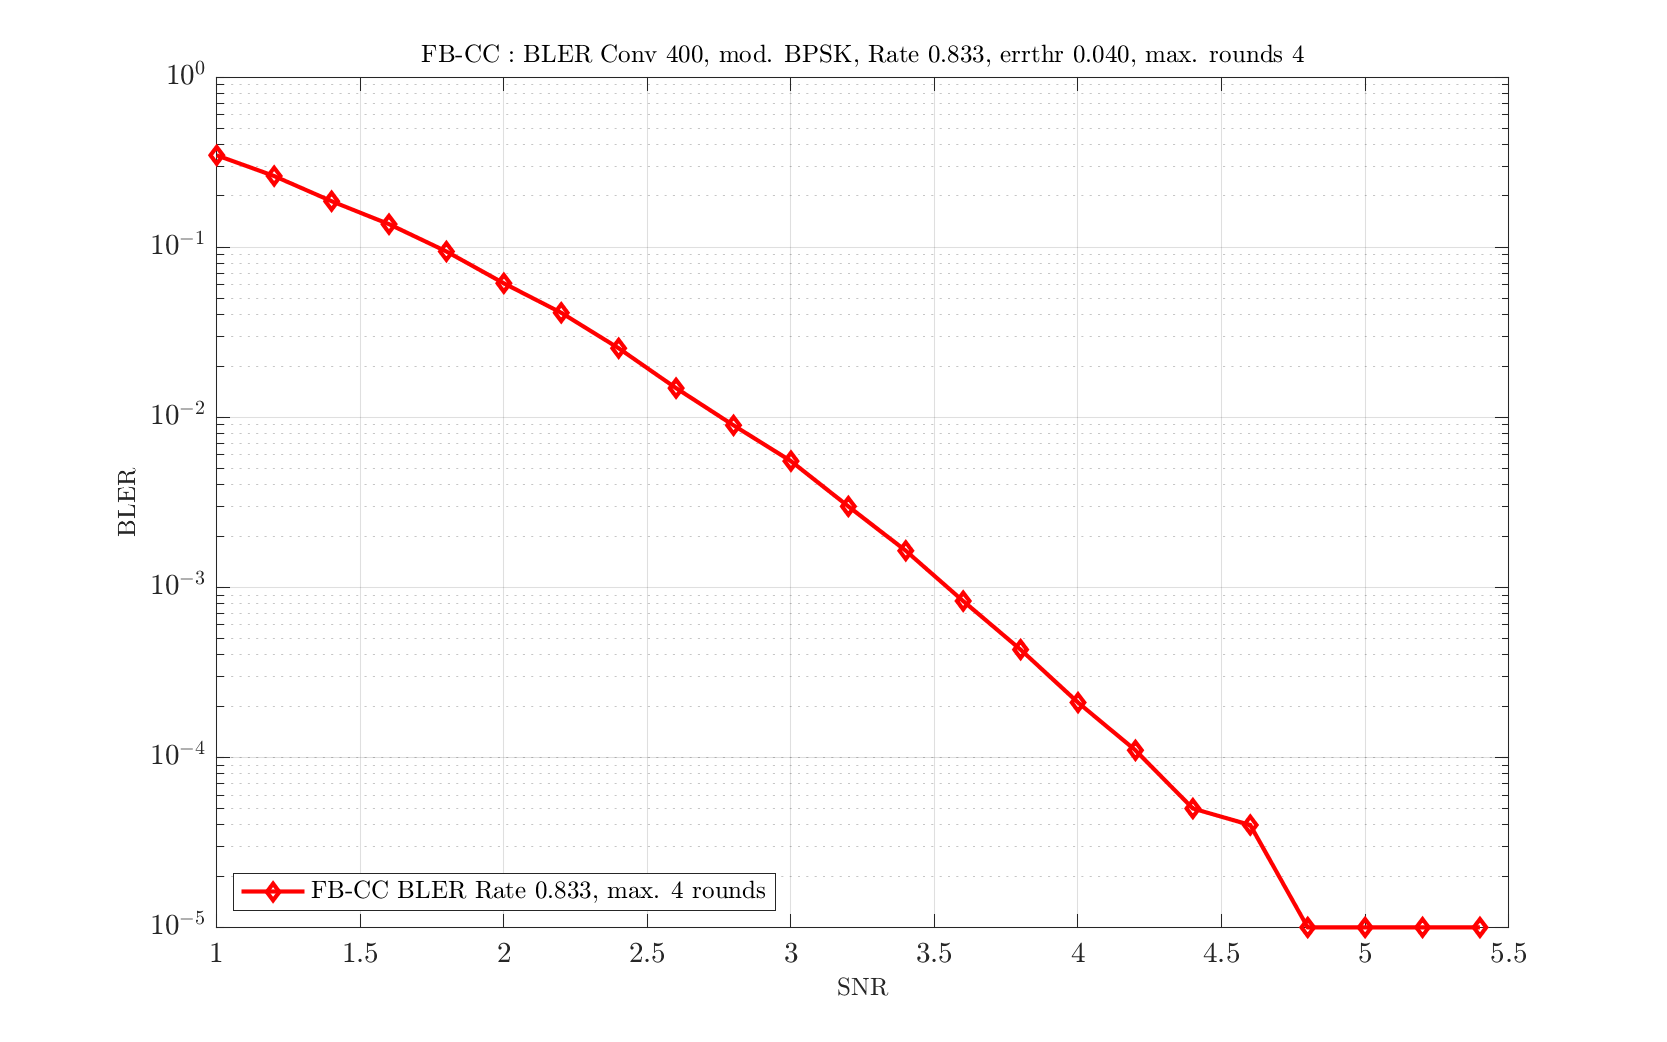 FB-CC : BLER Conv 400, mod. BPSK, Rate 0.833, errthr 0.040, max. rounds 4
10⁰
10⁻¹
10⁻²
10⁻³
10⁻⁴
10⁻⁵
BLER
FB-CC BLER Rate 0.833, max. 4 rounds
1 1.5 2 2.5 3 3.5 4 4.5 5 5.5
SNR